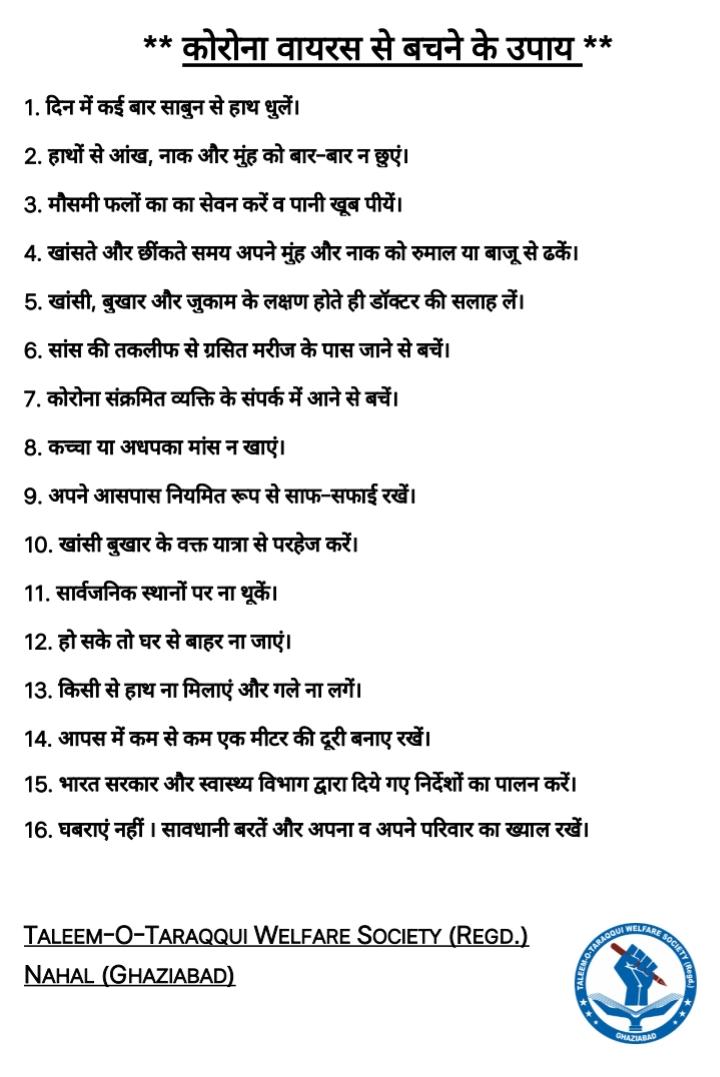 ** कोरोना वायरस से बचने के उपाय **
1. दिन में कई बार साबुन से हाथ धुलें।
2. हाथों से आंख, नाक और मुंह को बार-बार न छुएं।
3. मौसमी फलों का का सेवन करें व पानी खूब पीयें।
4. खांसते और छींकते समय अपने मुंह और नाक को रुमाल या बाजू से ढकें।
5. खांसी, बुखार और जुकाम के लक्षण होते ही डॉक्टर की सलाह लें।
6. सांस की तकलीफ से ग्रसित मरीज के पास जाने से बचें।
7. कोरोना संक्रमित व्यक्ति के संपर्क में आने से बचें।
8. कच्चा या अधपका मांस न खाएं।
9. अपने आसपास नियमित रूप से साफ-सफाई रखें।
10. खांसी बुखार के वक्त यात्रा से परहेज करें।
11. सार्वजनिक स्थानों पर ना थूकें।
12. हो सके तो घर से बाहर ना जाएं।
13. किसी से हाथ ना मिलाएं और गले ना लगें।
14. आपस में कम से कम एक मीटर की दूरी बनाए रखें।
15. भारत सरकार और स्वास्थ्य विभाग द्वारा दिये गए निर्देशों का पालन करें।
16. घबराएं नहीं । सावधानी बरतें और अपना व अपने परिवार का ख्याल रखें।
TALEEM-O-TARAQQUI WELFARE SOCIETY (REGD.)
NAHAL (GHAZIABAD)
TALEEM-O-TARAQQUI WELFARE SOCIETY (Regd.)
GHAZIABAD